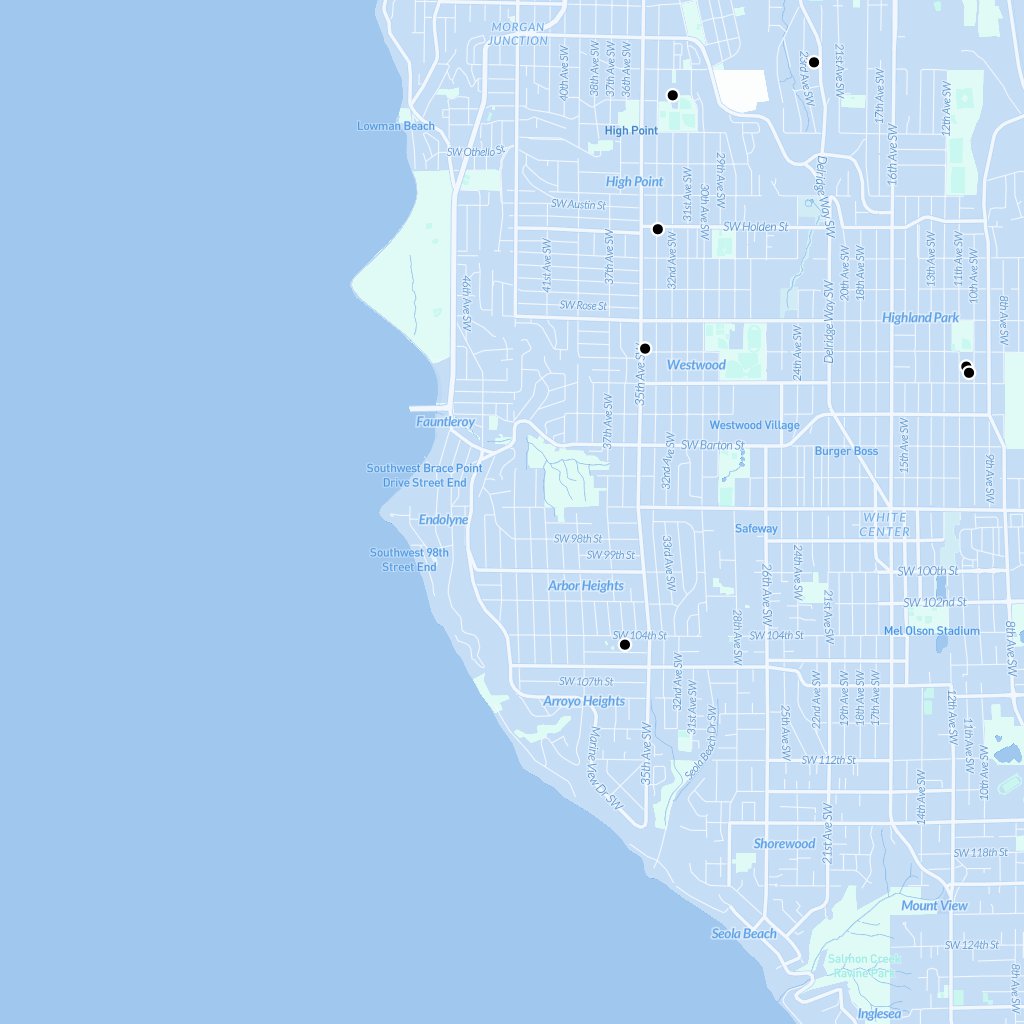 MORGAN
JUNCTION
40th Ave SW
38th Ave SW
37th Ave SW
36th Ave SW
23rd Ave SW
21st Ave SW
17th Ave SW
12th Ave SW
16th Ave SW
Lowman Beach
High Point
SW Othello St
High Point
31st Ave SW
30th Ave SW
29th Ave SW
Delridge Way SW
SW Austin St
SW Holden St
41st Ave SW
37th Ave SW
32nd Ave SW
20th Ave SW
18th Ave SW
13th Ave SW
11th Ave SW
10th Ave SW
46th Ave SW
SW Rose St
Delridge Way SW
Highland Park
8th Ave SW
24th Ave SW
Westwood
35th Ave SW
37th Ave SW
Fauntleroy
Westwood Village
SW Barton St
Burger Boss
15th Ave SW
32nd Ave SW
9th Ave SW
Southwest Brace Point
Drive Street End
Endolyne
Safeway
WHITE
CENTER
SW 98th St
Southwest 98th
Street End
SW 99th St
33rd Ave SW
24th Ave SW
26th Ave SW
SW 100th St
Arbor Heights
21st Ave SW
28th Ave SW
SW 102nd St
SW 104th St
SW 104th St
Mel Olson Stadium
8th Ave SW
SW 107th St
32nd Ave SW
31st Ave SW
22nd Ave SW
19th Ave SW
18th Ave SW
17th Ave SW
Arroyo Heights
25th Ave SW
12th Ave SW
11th Ave SW
10th Ave SW
Marine View Dr SW
35th Ave SW
Seola Beach Dr SW
SW 112th St
14th Ave SW
21st Ave SW
Shorewood
SW 118th St
Mount View
Seola Beach
SW 124th St
Salmon Creek
Ravine Park
8th Ave SW
Inglesea